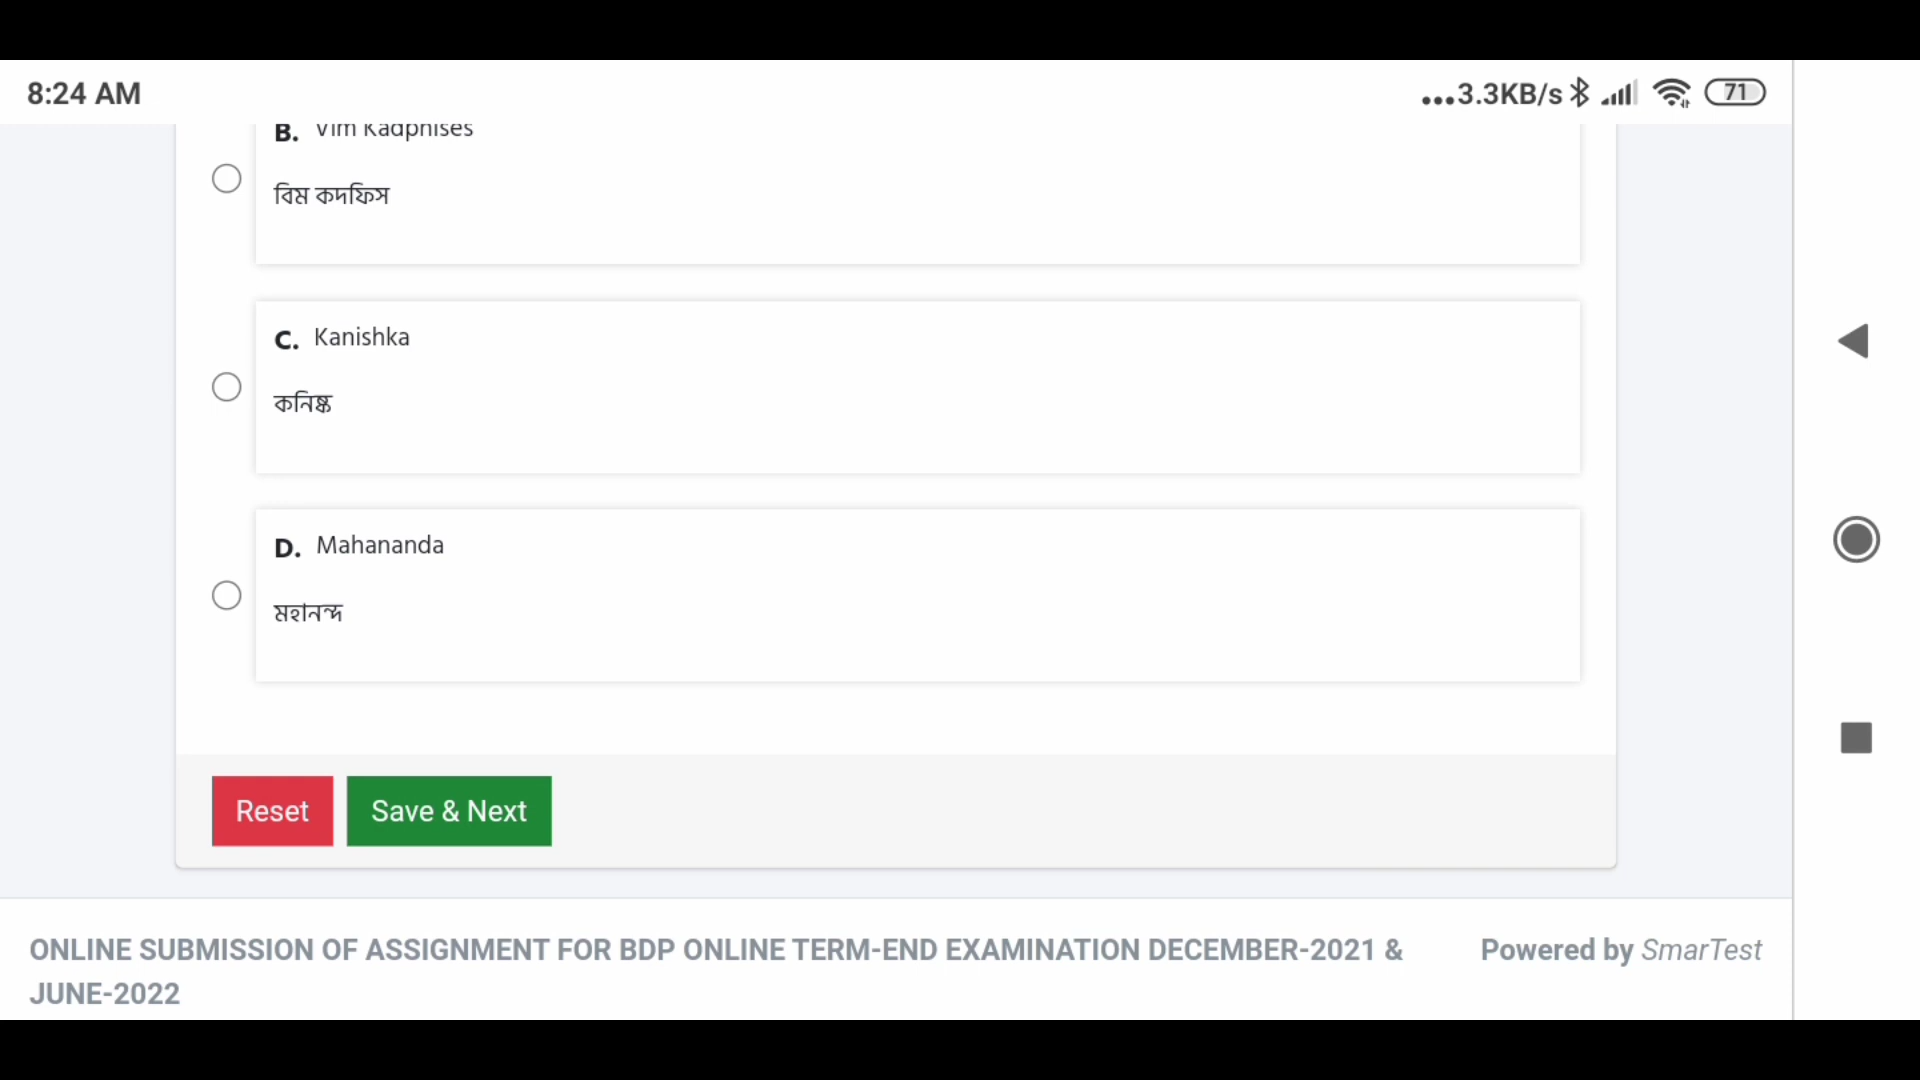 8:24 AM
...3.3KB/s
71
B. Vim Kadphises
বিম কদফিস
C. Kanishka
কনিষ্ক
D. Mahananda
মহানন্দ
Reset
Save & Next
ONLINE SUBMISSION OF ASSIGNMENT FOR BDP ONLINE TERM-END EXAMINATION DECEMBER-2021 &
JUNE-2022
Powered by SmarTest